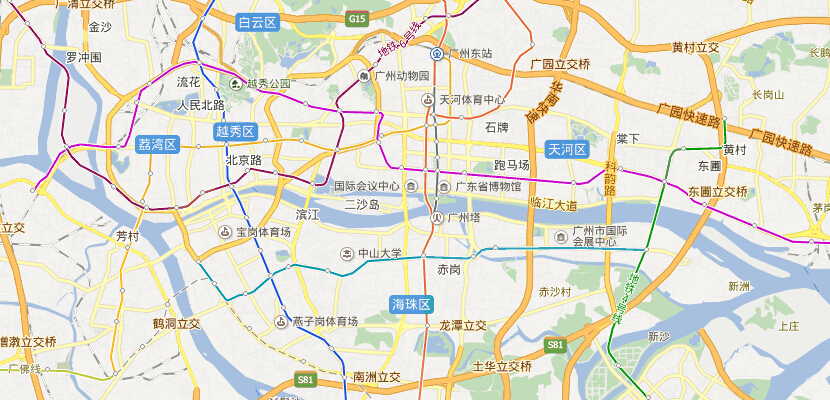 清立交
金沙
白云区
G15
地铁6号线
广州东站
黄村立交
罗冲围
广园立交桥
流花
越秀公园
广州动物园
华南快速
长岗山
人民北路
天河体育中心
广园快速路
广园快速路
越秀区
荔湾区
石牌
天河区
棠下
黄村
北京路
跑马场
科韵路
东圃
国际会议中心
广东省博物馆
东圃立交桥
二沙岛
临江大道
滨江
广州塔
芳村
宝岗体育场
广州市国际会展中心
中山大学
赤岗
地铁4号线
赤沙村
新洲
海珠区
燕子岗体育场
鹤洞立交
龙潭立交
上庄
新沙
S81
增滘立交桥
广佛线
土华立交桥
S81
南洲立交